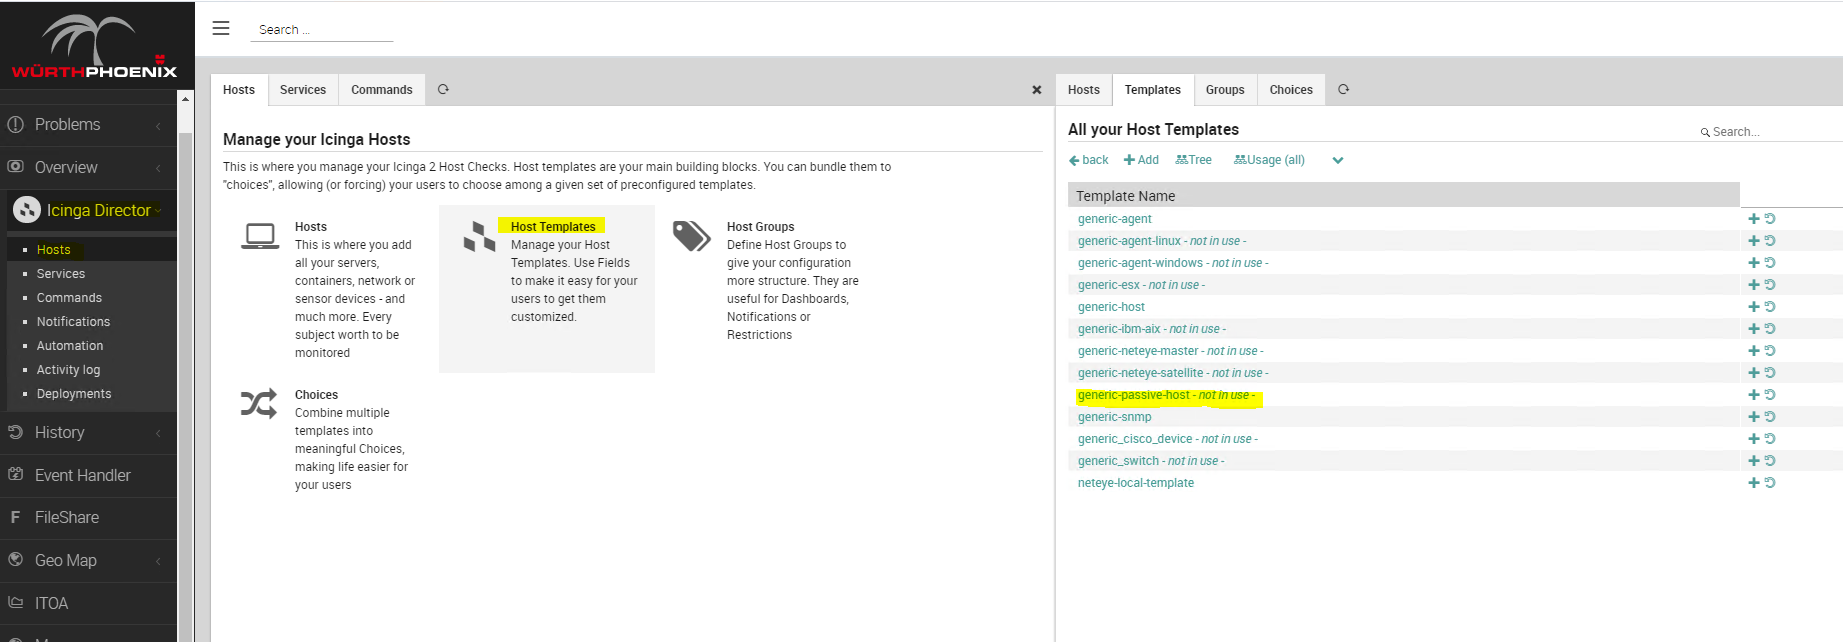 WÜRTHPHOENIX
Search ...
Problems
Overview
Icinga Director
Hosts
Services
Commands
Notifications
Automation
Activity log
Deployments
History
Event Handler
FileShare
Geo Map
ITOA
Hosts Services Commands
Manage your Icinga Hosts
This is where you manage your Icinga 2 Host Checks. Host templates are your main building blocks. You can bundle them to
"choices", allowing (or forcing) your users to choose among a given set of preconfigured templates.
Hosts
This is where you add
all your servers,
containers, network or
sensor devices - and
much more. Every
subject worth to be
monitored
Host Templates
Manage your Host
Templates. Use Fields
to make it easy for your
users to get them
customized.
Host Groups
Define Host Groups to
give your configuration
more structure. They are
useful for Dashboards,
Notifications or
Restrictions
Choices
Combine multiple
templates into
meaningful Choices,
making life easier for
your users
Hosts Templates Groups Choices
All your Host Templates
Search...
back Add Tree Usage (all)
Template Name
generic-agent
generic-agent-linux - not in use -
generic-agent-windows - not in use -
generic-esx - not in use -
generic-host
generic-ibm-aix - not in use -
generic-neteye-master - not in use -
generic-neteye-satellite - not in use -
generic-passive-host - not in use -
generic-snmp
generic_cisco_device - not in use -
generic_switch - not in use -
neteye-local-template